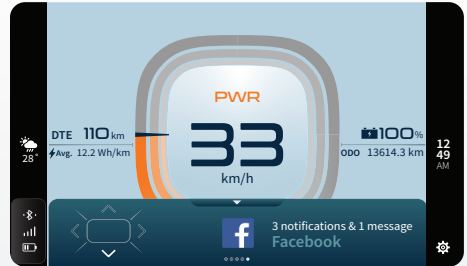 PWR
DTE 110 km
Avg. 12.2 Wh/km
33
km/h
100%
ODO 13614.3 km
28°
12
49
AM
f
3 notifications & 1 message
Facebook